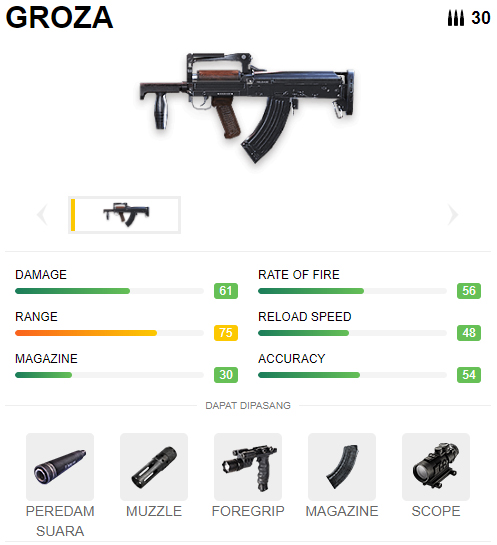 GROZA
30
DAMAGE 61
RATE OF FIRE 56
RANGE 75
RELOAD SPEED 48
MAGAZINE 30
ACCURACY 54
DAPAT DIPASANG
PEREDAM SUARA
MUZZLE
FOREGRIP
MAGAZINE
SCOPE